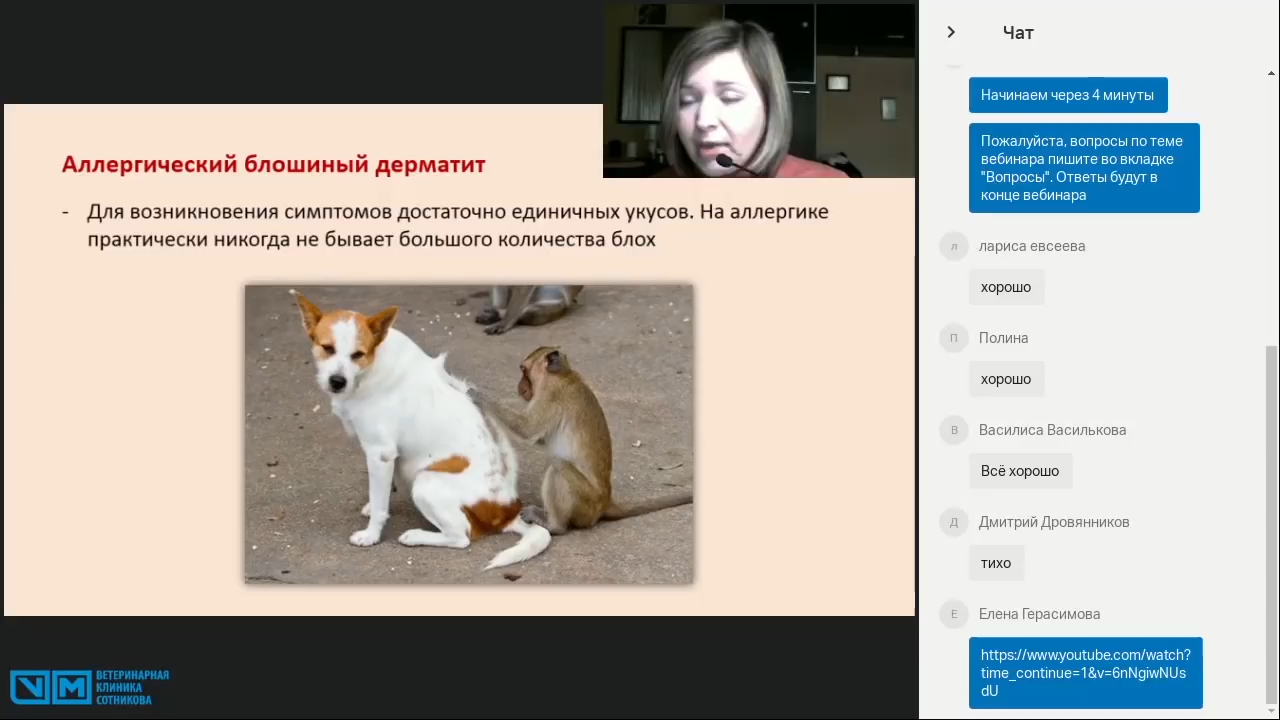 Аллергический блошиный дерматит
- Для возникновения симптомов достаточно единичных укусов. На аллергике
практически никогда не бывает большого количества блох
ВЕТЕРИНАРНАЯ
КЛИНИКА
СОТНИКОВА
Чат
Начинаем через 4 минуты
Пожалуйста, вопросы по теме
вебинара пишите во вкладке
"Вопросы". Ответы будут в
конце вебинара
л
лариса евсеева
хорошо
П
Полина
хорошо
В
Василиса Василькова
Всё хорошо
Д
Дмитрий Дровянников
тихо
Е
Елена Герасимова
https://www.youtube.com/watch?
time_continue=1&v=6nNgiwNUs
dU